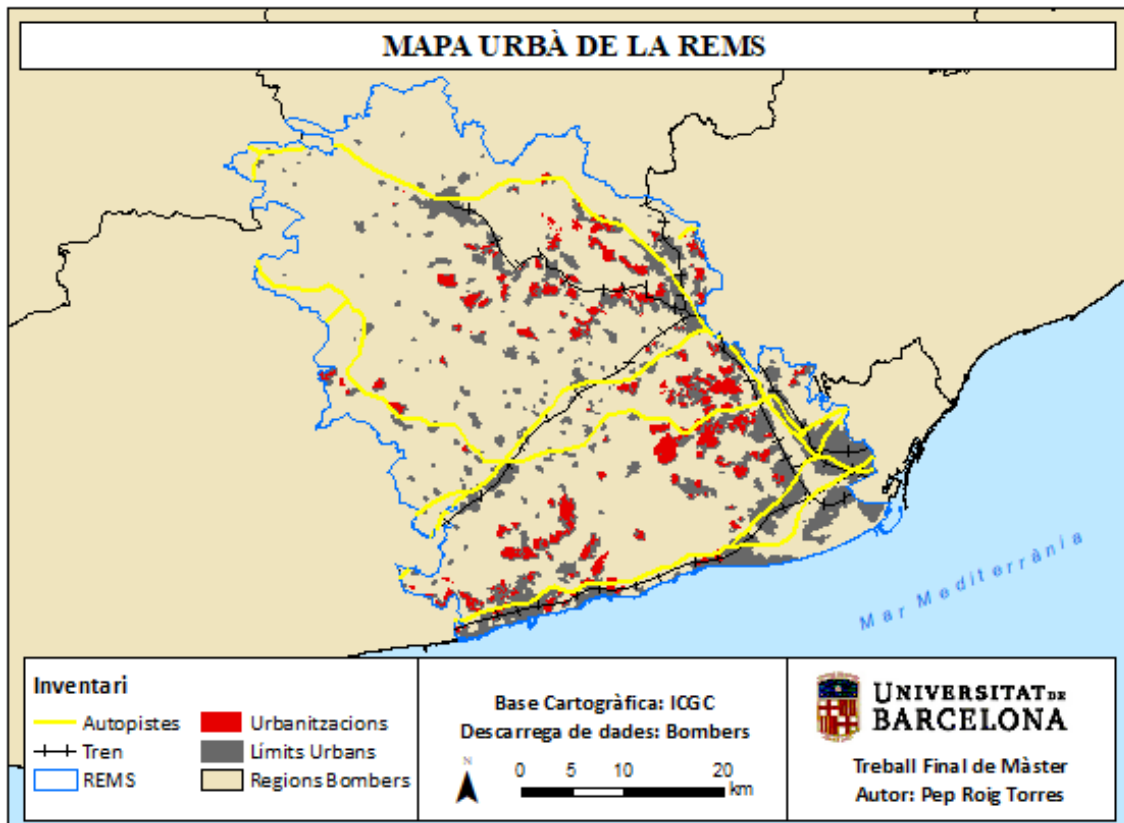 MAPA URBÀ DE LA REMS
Mar Mediterrània
Inventari
Autopistes
Tren
REMS
Urbanitzacions
Límits Urbans
Regions Bombers
Base Cartogràfica: ICGC
Descarrega de dades: Bombers
N
0 5 10 20
km
UNIVERSITAT DE
BARCELONA
Treball Final de Màster
Autor: Pep Roig Torres